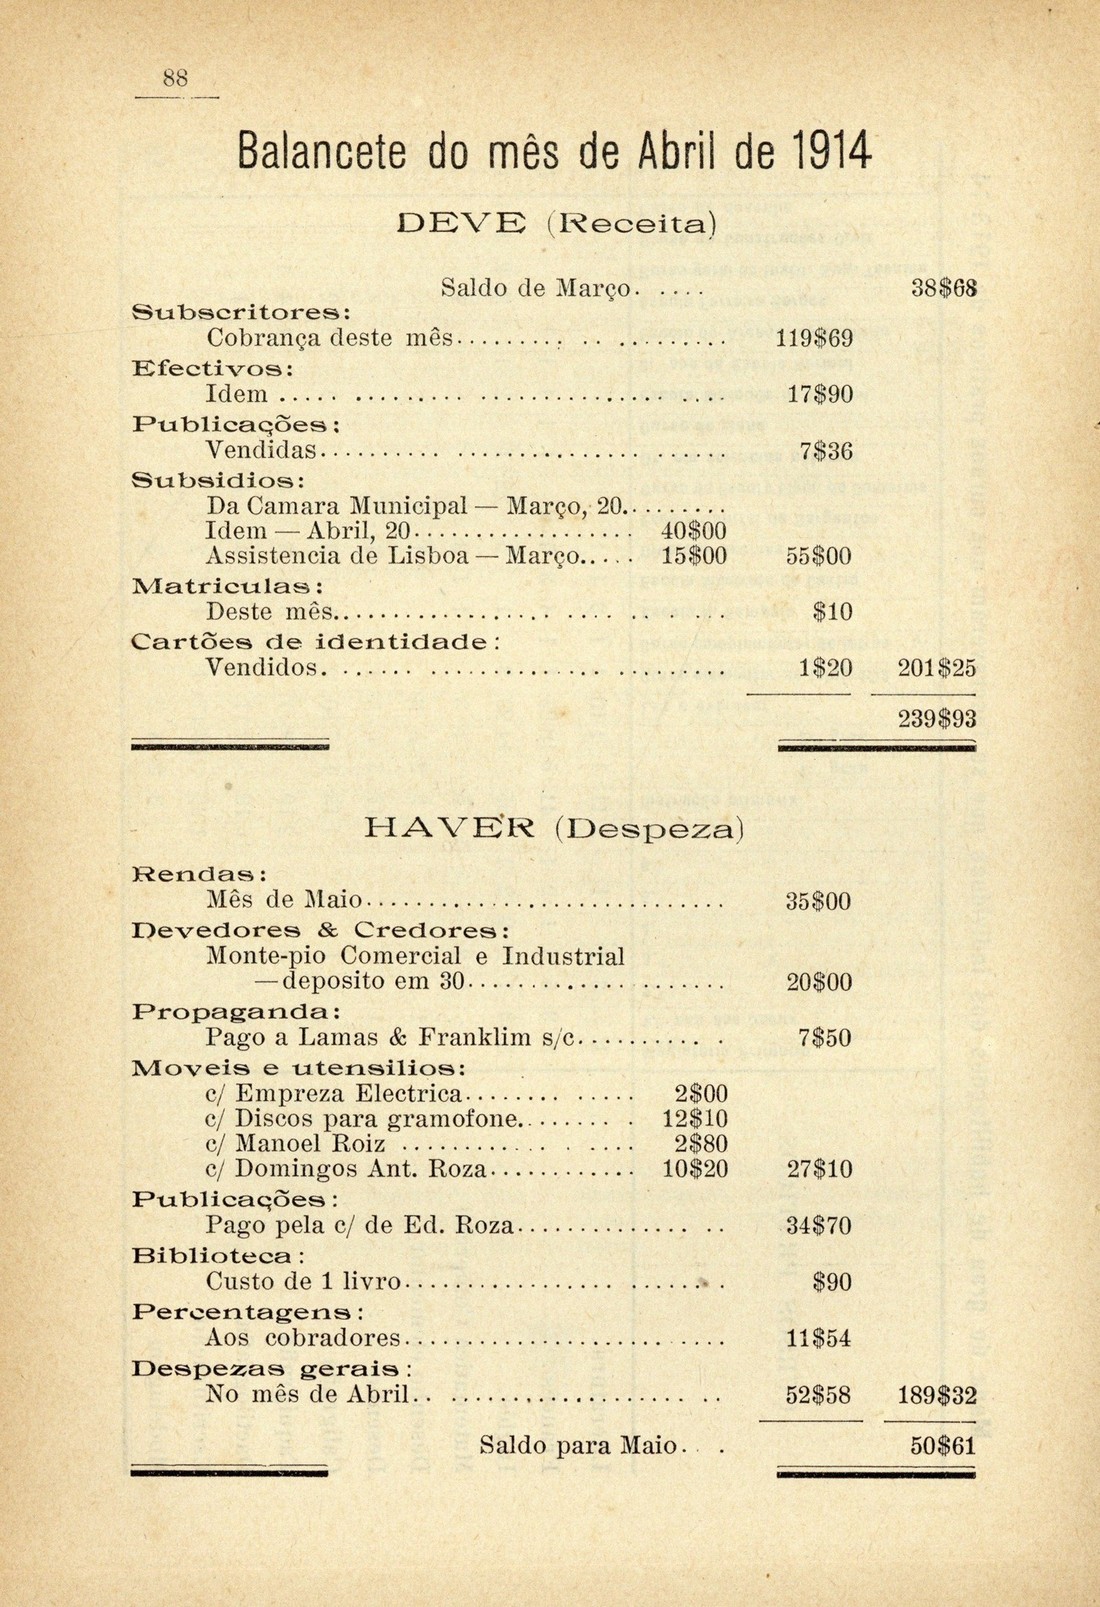 88
Balancete do mês de Abril de 1914
DEVE (Receita)
Saldo de Março. .... 38$68
Subscritores:
Cobrança deste mês......... .. .......... 119$69
Efectivos:
Idem ..... ......... ............... .... 17$90
Publicações:
Vendidas.......... ................. ...... 7$36
Subsidios:
Da Camara Municipal — Março, 20.........
Idem — Abril, 20.................. 40$00
Assistencia de Lisboa — Março..... 15$00 55$00
Matriculas:
Deste mês................. ..... .. . ... $10
Cartões de identidade:
Vendidos. ....... .............. ......... 1$20 201$25
239$93
HAVER (Despeza)
Rendas:
Mês de Maio............................. 35$00
Devedores & Credores:
Monte-pio Comercial e Industrial
—deposito em 30..................... 20$00
Propaganda:
Pago a Lamas & Franklim s/c.......... . 7$50
Moveis e utensilios:
c/ Empreza Electrica........ ..... 2$00
c/ Discos para gramofone........ . 12$10
c/ Manoel Roiz ............ . .... 2$80
c/ Domingos Ant. Roza............ 10$20 27$10
Publicações:
Pago pela c/ de Ed. Roza.............. .. 34$70
Biblioteca:
Custo de 1 livro................. ....... . $90
Percentagens:
Aos cobradores..................... .... 11$54
Despezas gerais:
No mês de Abril.. ................... .. 52$58 189$32
Saldo para Maio. . . 50$61